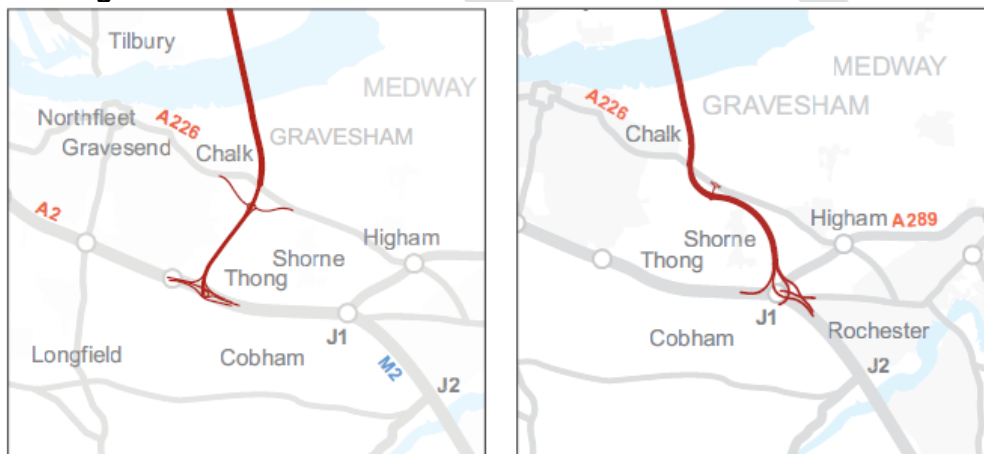 Tilbury
MEDWAY
Northfleet
A226
Gravesend
GRAVESHAM
Chalk
A2
Higham
Shorne
Thong
J1
Longfield
Cobham
M2
J2
MEDWAY
A226
GRAVESHAM
Chalk
Higham
A289
Shorne
Thong
J1
Rochester
Cobham
J2